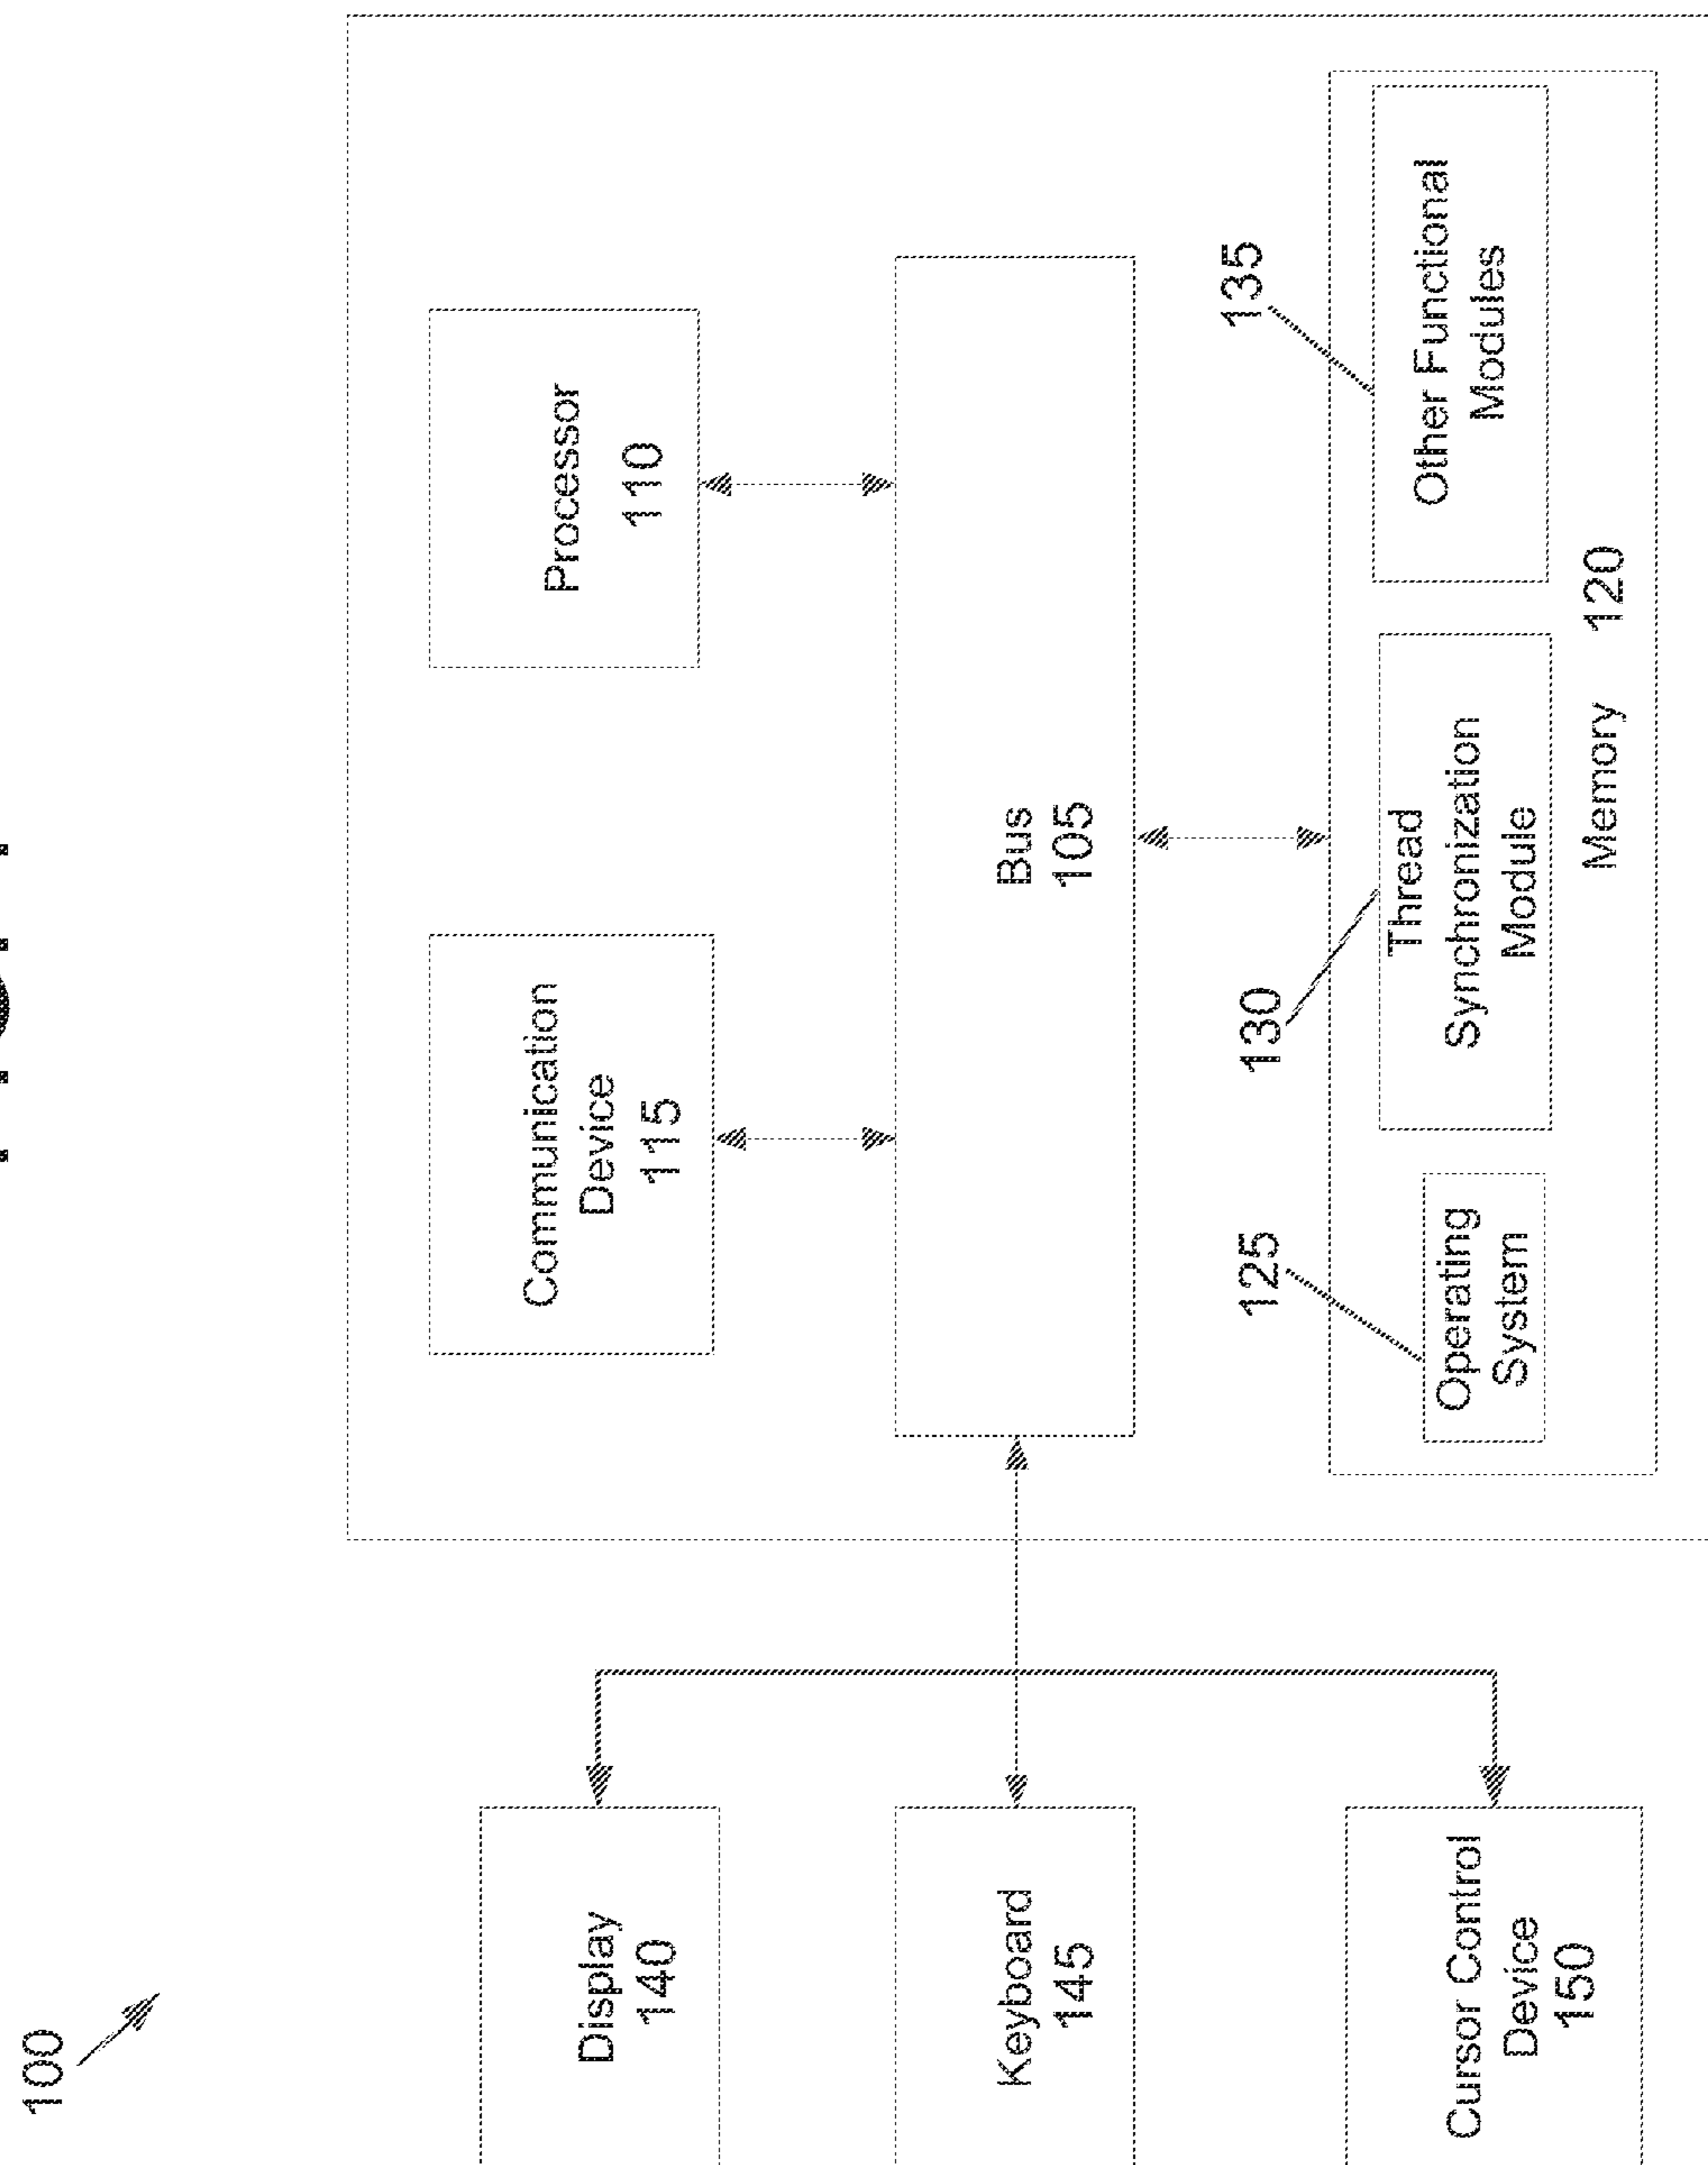 100
Display
140
Keyboard
145
Cursor Control
Device
150
Communication
Device
115
Processor
110
Bus
105
125
130
135
Operating
System
Thread
Synchronization
Module
Other Functional
Modules
Memory 120